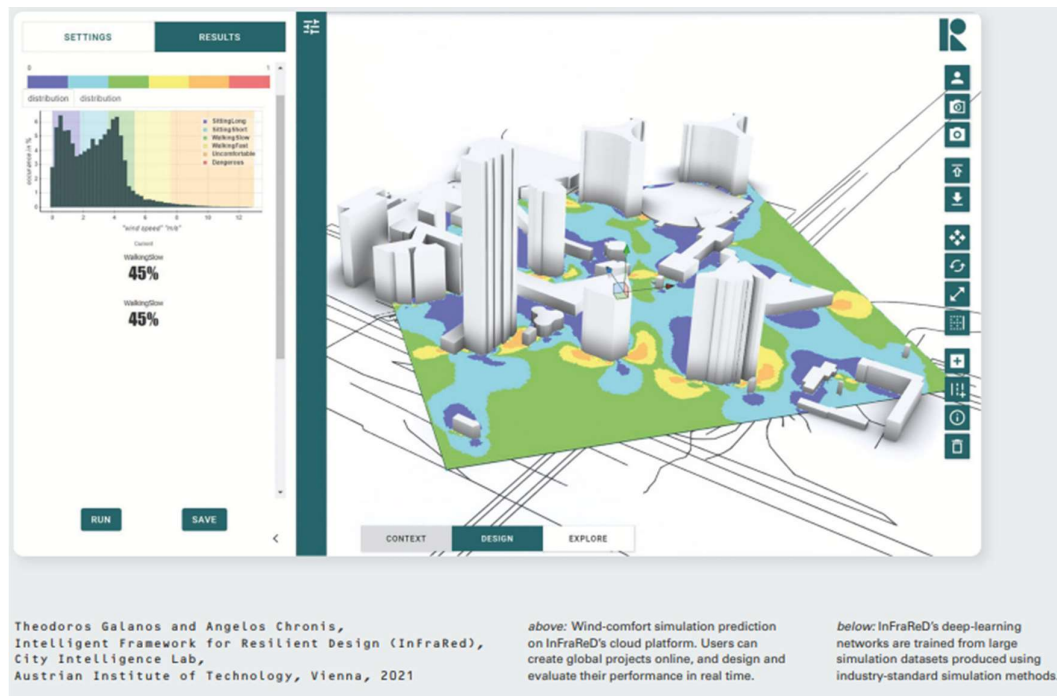 SETTINGS
RESULTS
0
1
distribution
distribution
SittingLong
SittingShort
WalkingSlow
WalkingFast
Uncomfortable
Dangerous
0
2
4
6
8
10
12
"wind speed" "m/s"
Current
WalkingSlow
45%
WalkingSlow
45%
RUN
SAVE
CONTEXT
DESIGN
EXPLORE
Theodoros Galanos and Angelos Chronis,
Intelligent Framework for Resilient Design (InFraRed),
City Intelligence Lab,
Austrian Institute of Technology, Vienna, 2021
above: Wind-comfort simulation prediction
on InFraReD's cloud platform. Users can
create global projects online, and design and
evaluate their performance in real time.
below: InFraReD's deep-learning
networks are trained from large
simulation datasets produced using
industry-standard simulation methods